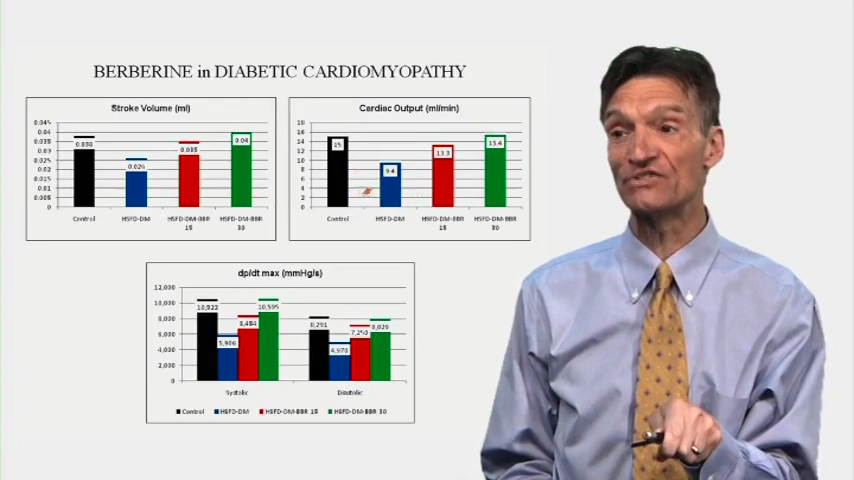 BERBERINE in DIABETIC CARDIOMYOPATHY
Stroke Volume (ml)
0.045
0.04
0.035
0.03
0.025
0.02
0.015
0.01
0.005
0
0.038
0.026
0.035
0.04
Control
HSFD-DM
HSFD-DM-BBR 15
HSFD-DM-BBR 30
Cardiac Output (ml/min)
18
16
14
12
10
8
6
4
2
0
15
9.4
13.3
15.4
Control
HSFD-DM
HSFD-DM-BBR 15
HSFD-DM-BBR 30
dp/dt max (mmHg/s)
12,000
10,000
8,000
6,000
4,000
2,000
0
5,906
8,484
10,595
8,291
4,978
7,250
8,029
Systolic
Diatolic
Control
HSFD-DM
HSFD-DM-BBR 15
HSFD-DM-BBR 30